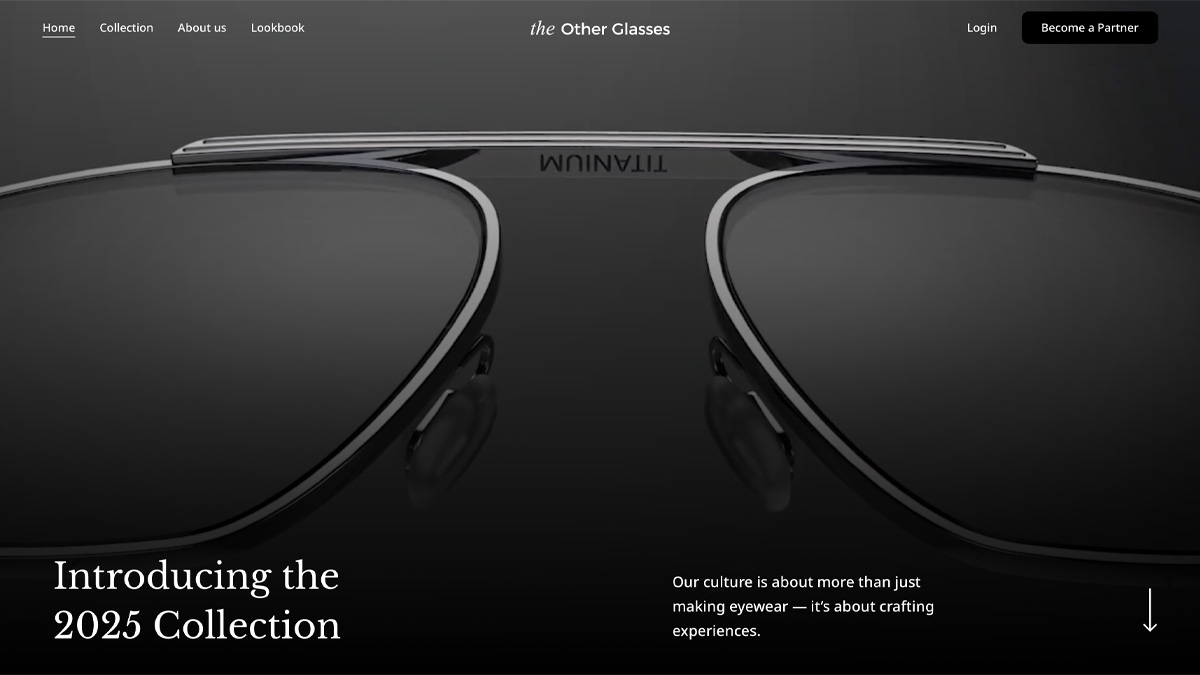 Home
Collection
About us
Lookbook
the Other Glasses
Login
Become a Partner
TITANIUM
Introducing the
2025 Collection
Our culture is about more than just
making eyewear — it’s about crafting
experiences.